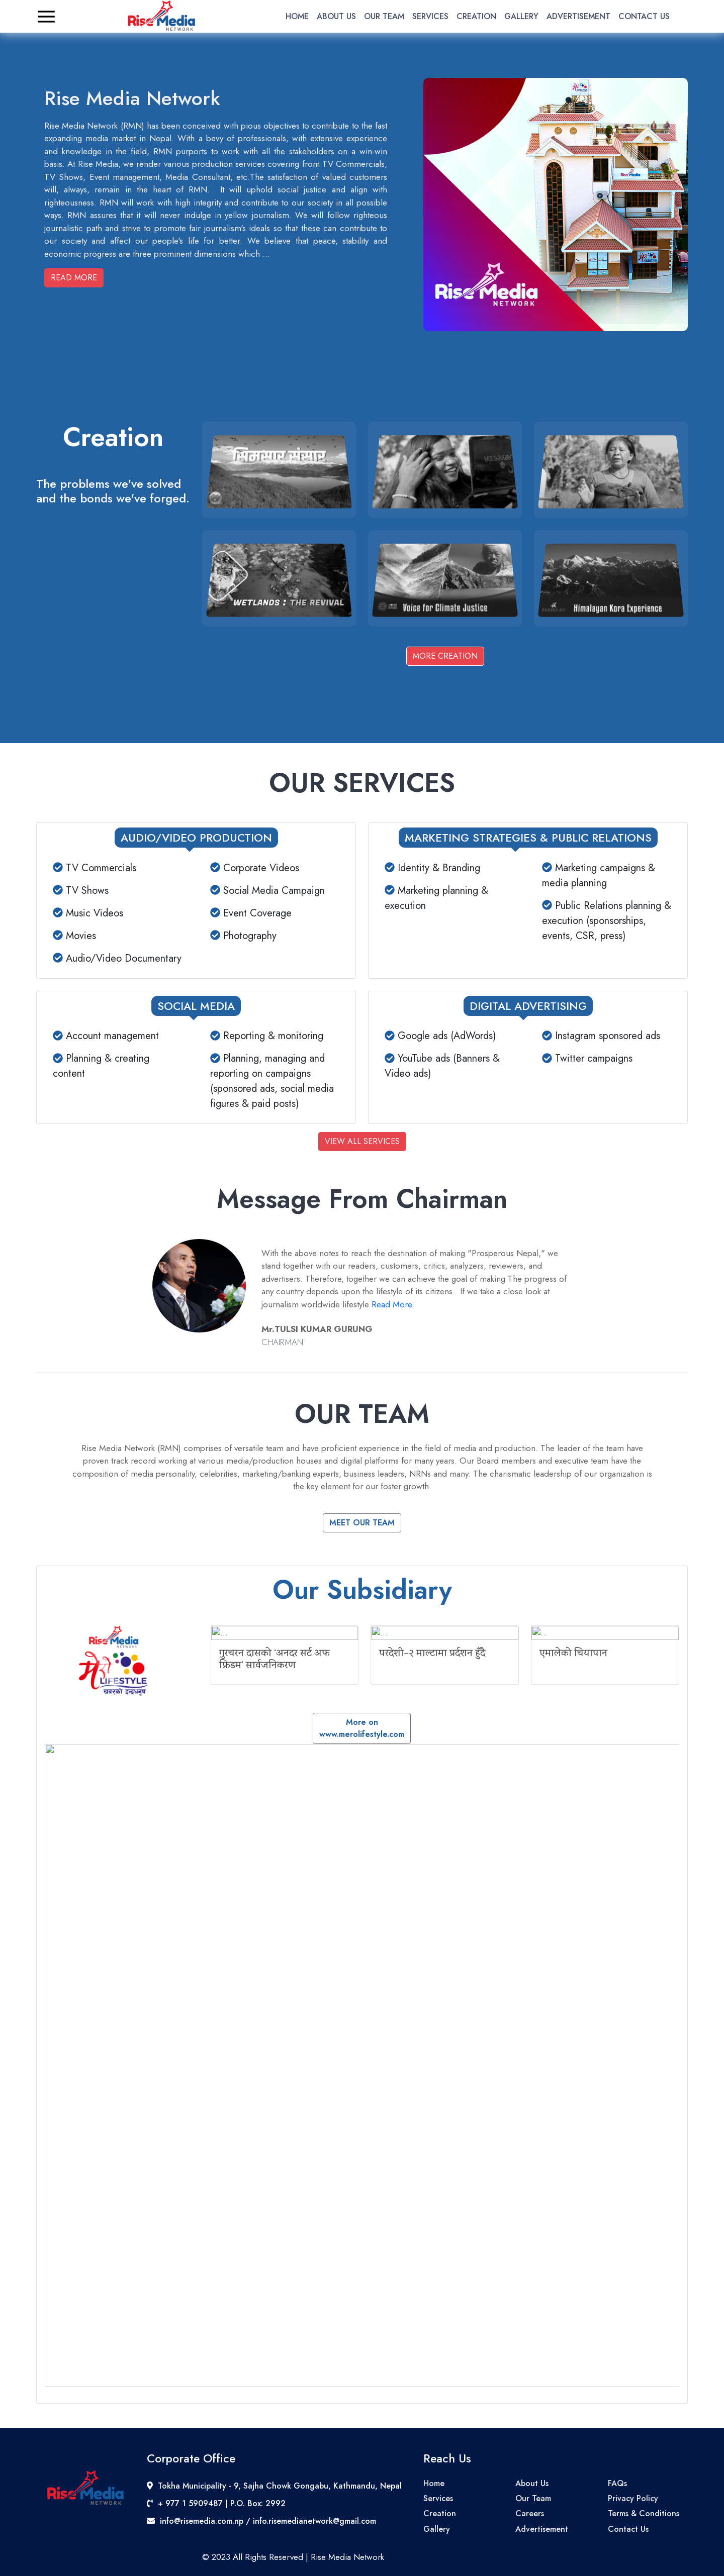 Rise Media
NETWORK
HOME ABOUT US OUR TEAM SERVICES CREATION GALLERY ADVERTISEMENT CONTACT US
Rise Media Network
Rise Media Network (RMN) has been conceived with pious objectives to contribute to the fast
expanding media market in Nepal. With a bevy of professionals, with extensive experience
and knowledge in the field, RMN purports to work with all the stakeholders on a win-win
basis. At Rise Media, we render various production services covering from TV Commercials,
TV Shows, Event management, Media Consultant, etc.The satisfaction of valued customers
will, always, remain in the heart of RMN. It will uphold social justice and align with
righteousness. RMN will work with high integrity and contribute to our society in all possible
ways. RMN assures that it will never indulge in yellow journalism. We will follow righteous
journalistic path and strive to promote fair journalism's ideals so that these can contribute to
our society and affect our people's life for better. We believe that peace, stability and
economic progress are three prominent dimensions which ...
READ MORE
Rise Media
NETWORK
Creation
The problems we've solved
and the bonds we've forged.
सिमसार संसार
WETLANDS : THE REVIVAL
Voice for Climate Justice
Himalayan Kora Experience
MORE CREATION
OUR SERVICES
AUDIO/VIDEO PRODUCTION
TV Commercials
TV Shows
Music Videos
Movies
Audio/Video Documentary
Corporate Videos
Social Media Campaign
Event Coverage
Photography
MARKETING STRATEGIES & PUBLIC RELATIONS
Identity & Branding
Marketing planning &
execution
Marketing campaigns &
media planning
Public Relations planning &
execution (sponsorships,
events, CSR, press)
SOCIAL MEDIA
Account management
Planning & creating
content
Reporting & monitoring
Planning, managing and
reporting on campaigns
(sponsored ads, social media
figures & paid posts)
DIGITAL ADVERTISING
Google ads (AdWords)
YouTube ads (Banners &
Video ads)
Instagram sponsored ads
Twitter campaigns
VIEW ALL SERVICES
Message From Chairman
With the above notes to reach the destination of making "Prosperous Nepal," we
stand together with our readers, customers, critics, analyzers, reviewers, and
advertisers. Therefore, together we can achieve the goal of making The progress of
any country depends upon the lifestyle of its citizens. If we take a close look at
journalism worldwide lifestyle Read More
Mr.TULSI KUMAR GURUNG
CHAIRMAN
OUR TEAM
Rise Media Network (RMN) comprises of versatile team and have proficient experience in the field of media and production. The leader of the team have
proven track record working at various media/production houses and digital platforms for many years. Our Board members and executive team have the
composition of media personality, celebrities, marketing/banking experts, business leaders, NRNs and many. The charismatic leadership of our organization is
the key element for our foster growth.
MEET OUR TEAM
Our Subsidiary
Rise Media
NETWORK
मेरो LIFESTYLE
खबरको इन्द्रधनुष
...
गुरचरन दासको 'अनदर सर्ट अफ
फ्रिडम' सार्वजनिकरण
...
परदेशी–२ माल्टामा प्रर्दशन हुँदै
...
एमालेको चियापान
More on
www.merolifestyle.com
Rise Media
NETWORK
Corporate Office
Tokha Municipality - 9, Sajha Chowk Gongabu, Kathmandu, Nepal
+ 977 1 5909487 | P.O. Box: 2992
info@risemedia.com.np / info.risemedianetwork@gmail.com
Reach Us
Home
Services
Creation
Gallery
About Us
Our Team
Careers
Advertisement
FAQs
Privacy Policy
Terms & Conditions
Contact Us
© 2023 All Rights Reserved | Rise Media Network